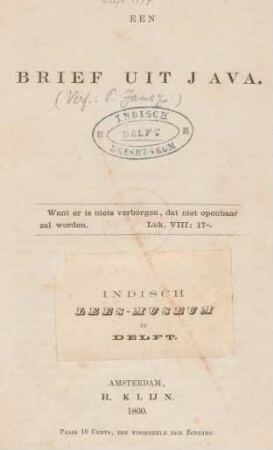 EEN
BRIEF UIT JAVA.
(Verf.: P. Jansz.)
INDISCH
DELFT
LEESMUSEUM
Want er is niets verborgen, dat niet openbaar
zal worden. Luk. VIII: 17a.
INDISCH
LEES-MUSEUM
TE
DELFT.
AMSTERDAM,
H. KLIJN.
1860.
Prijs 10 Cents, ten voordeele der Zending.